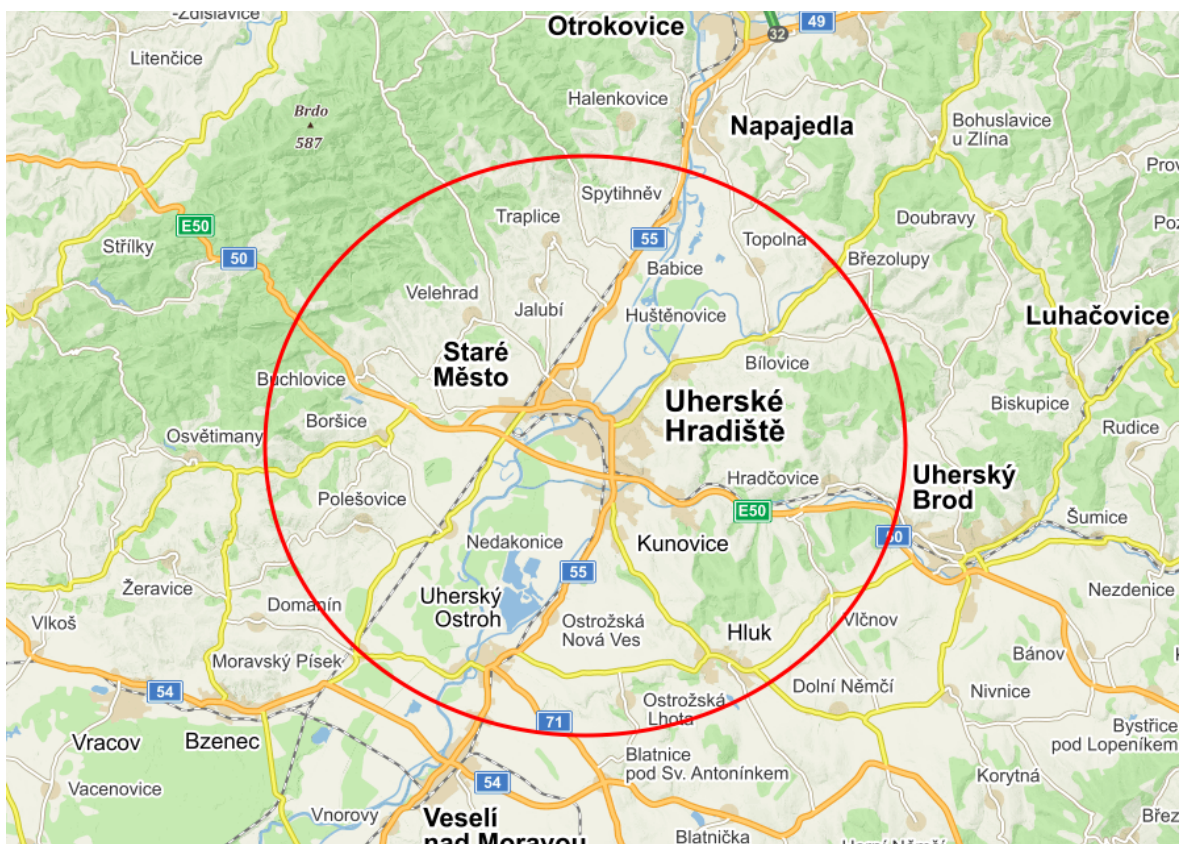 -Zdislavice
Otrokovice
49
32
Litenčice
Halenkovice
Brdo
587
Napajedla
Bohuslavice
u Zlína
Spytihněv
Traplice
E50
Střílky
50
55
Topolná
Doubravy
Babice
Březolupy
Velehrad
Jalubí
Huštěnovice
Luhačovice
Staré
Město
Bílovice
Buchlovice
Uherské
Hradiště
Biskupice
Boršice
Osvětimany
Rudice
Polešovice
Hradčovice
Uherský
Brod
E50
Šumice
Nedakonice
Kunovice
55
Žeravice
Nezdenice
Uherský
Ostroh
Domanín
Vlkoš
Ostrožská
Nová Ves
Hluk
Vlčnov
Bánov
Moravský Písek
54
Dolní Němčí
Nivnice
Ostrožská
Lhota
71
Bystřice
pod Lopeníkem
Vracov
Bzenec
Blatnice
pod Sv. Antonínkem
54
Korytná
Vacenovice
Vnorovy
Veselí
nad Moravou
Blatnička
Horní Němčí